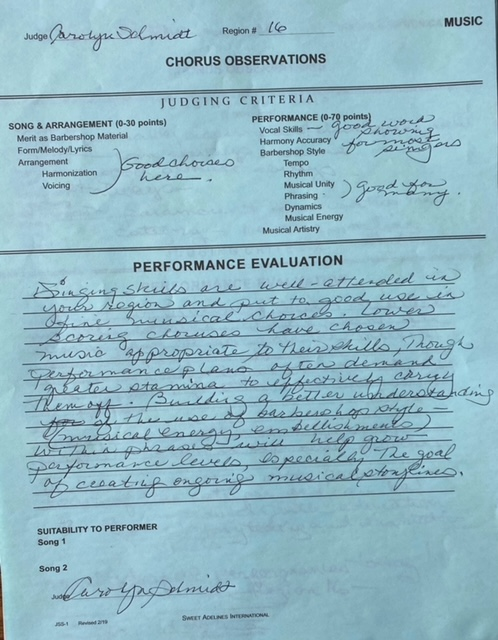 MUSIC
Judge Carolyn Schmidt Region # 16
CHORUS OBSERVATIONS
JUDGING CRITERIA
SONG & ARRANGEMENT (0-30 points)
Merit as Barbershop Material
Form/Melody/Lyrics
Arrangement
Harmonization
Voicing
Good choices
here.
PERFORMANCE (0-70 points)
Vocal Skills — good work
showing
Harmony Accuracy for most
Barbershop Style singers
Tempo
Rhythm
Musical Unity
Phrasing good for
many.
Dynamics
Musical Energy
Musical Artistry
PERFORMANCE EVALUATION
Singing skills are well-attended in
your region and put to good use in
fine musical choices. Lower
scoring choruses have chosen
music appropriate to their skills, though
performance plans often demand
greater stamina to effectively carry
them off. Building a better understanding
of the use of barbershop style –
(musical energy, embellishments)
within phrases will help grow
performance levels, especially the goal
of creating ongoing musical storylines.
SUITABILITY TO PERFORMER
Song 1
Song 2
Judge Carolyn Schmidt
JSS-1 Revised 2/19 SWEET ADELINES INTERNATIONAL